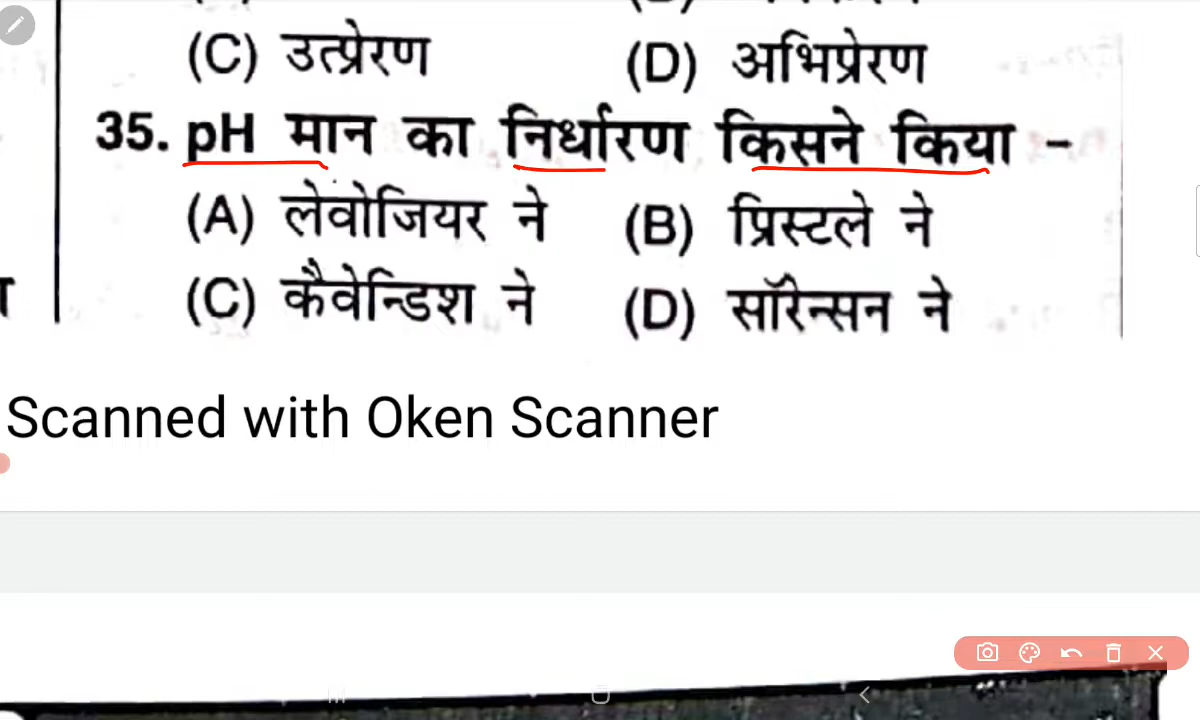 (C) उत्प्रेरण (D) अभिप्रेरण
35. pH मान का निर्धारण किसने किया -
(A) लेवोजियर ने (B) प्रिस्टले ने
(C) कैवेन्डिश ने (D) सॉरेन्सन ने
Scanned with Oken Scanner